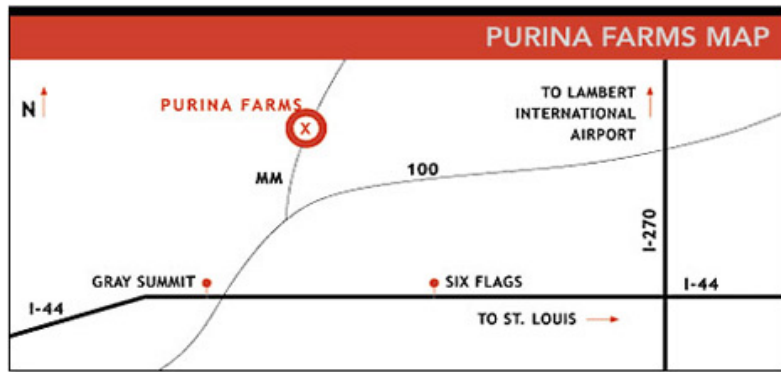 PURINA FARMS MAP
N
PURINA FARMS
X
TO LAMBERT
INTERNATIONAL
AIRPORT
MM
100
I-270
GRAY SUMMIT
SIX FLAGS
I-44
I-44
TO ST. LOUIS